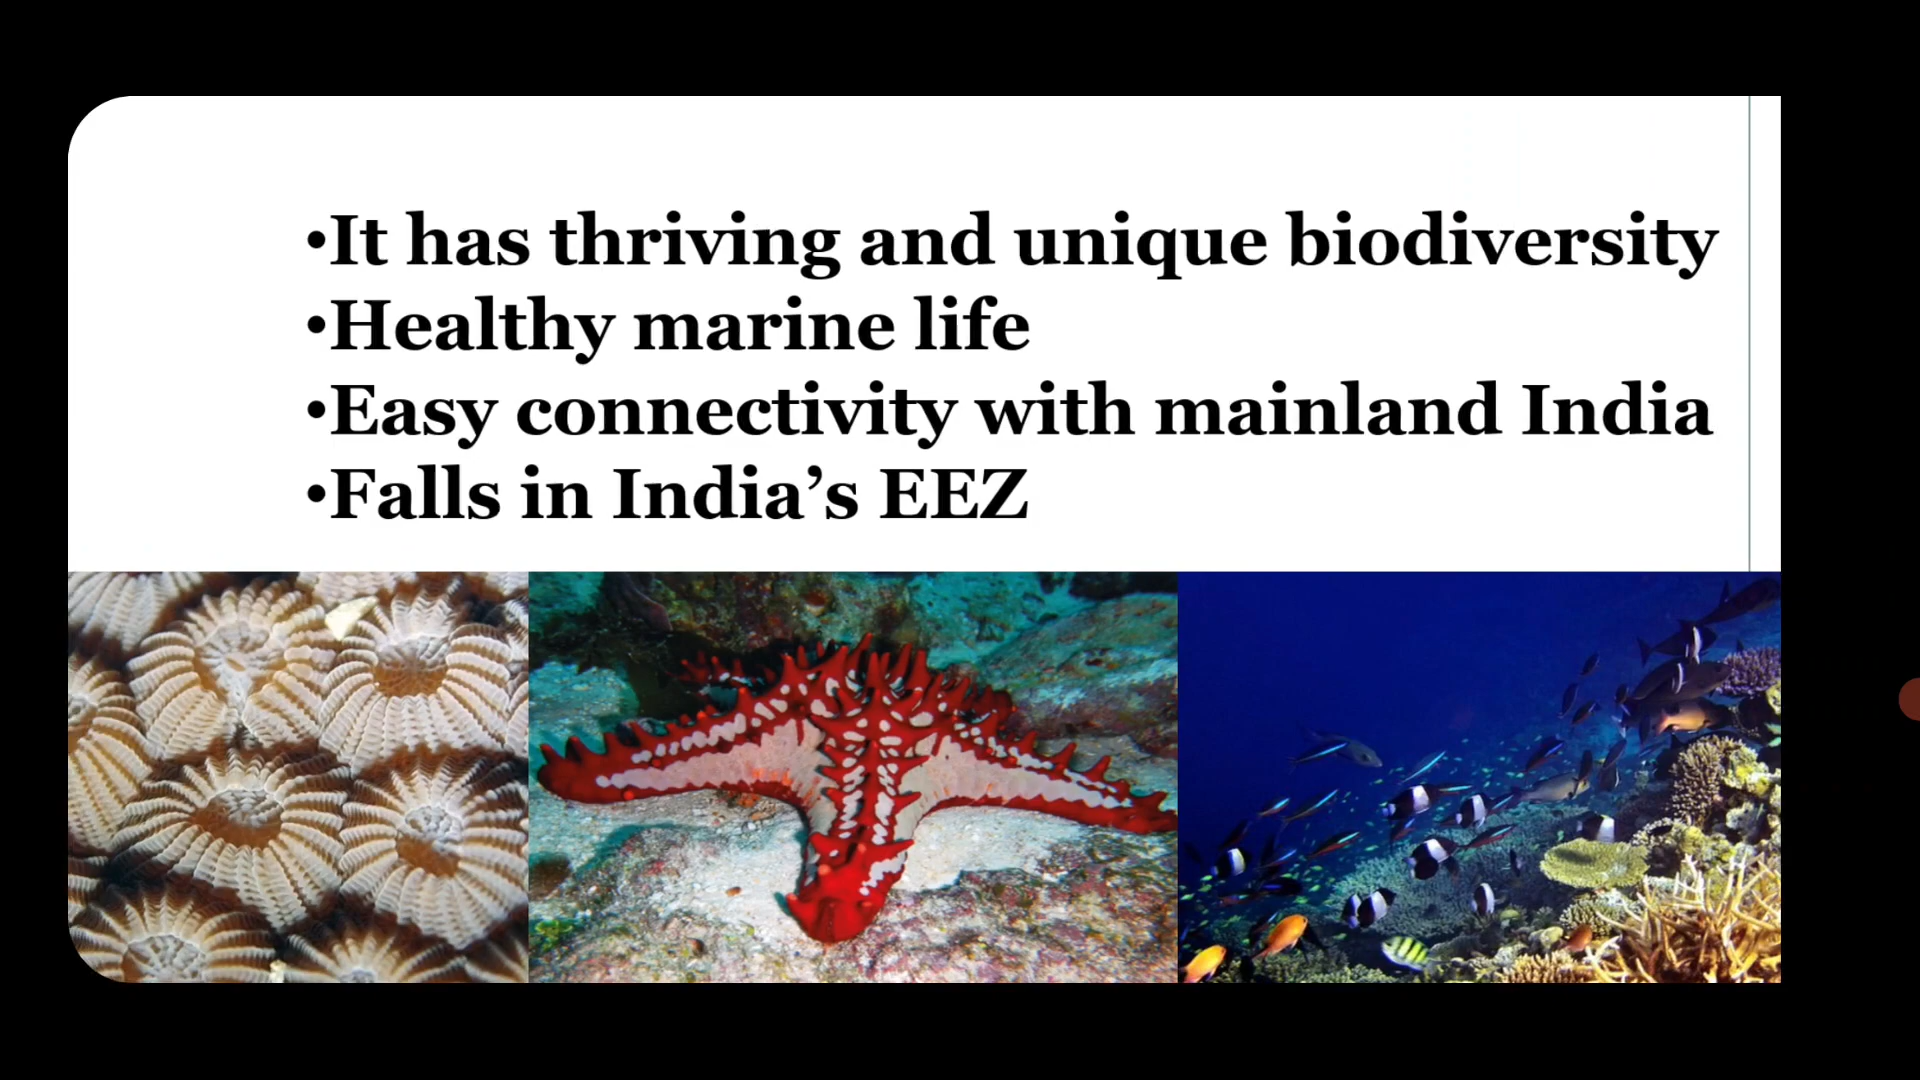 •It has thriving and unique biodiversity
•Healthy marine life
•Easy connectivity with mainland India
•Falls in India’s EEZ